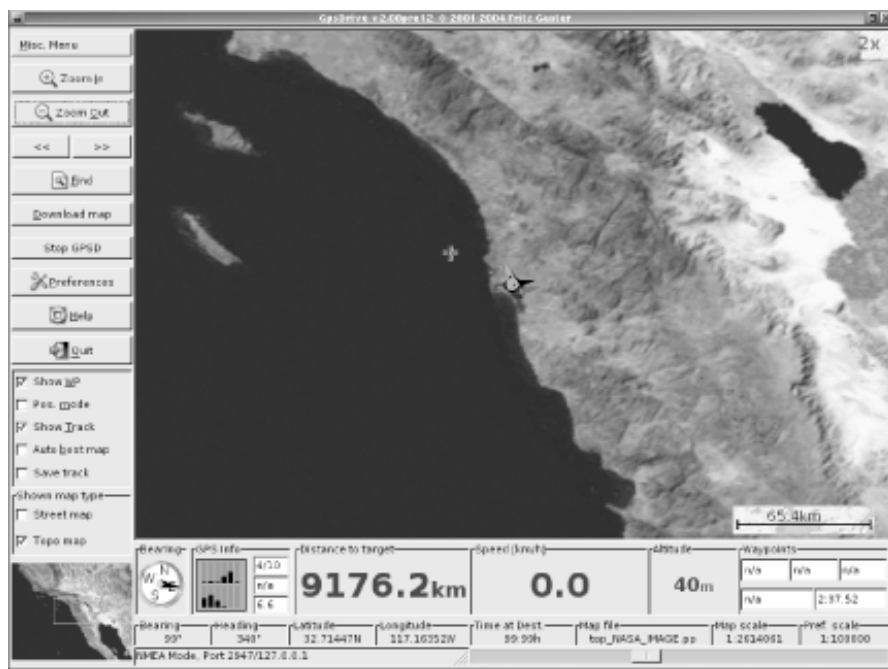 GpsDrive v2.00pre12 © 2001-2004 Fritz Ganter
Misc. Menu
2x
Zoom In
Zoom Out
<< >>
Find
Download map
Stop GPSD
Preferences
Help
Quit
Show WP
Pos. mode
Show Track
Auto best map
Save track
Shown map type
Street map
Topo map
65.4km
Bearing GPS Info Distance to target Speed (km/h) Altitude Waypoints
N W S
4/10
n/a
6.6
9176.2km
0.0
40m
n/a n/a n/a
n/a 2:37.52
Bearing Heading Latitude Longitude Time at Dest. Map file Map scale Pref. scale
99° 340° 32.71447N 117.16352W 99:99h top_NASA_IMAGE.pp 1:2614061 1:100000
NMEA Mode, Port 2947/127.0.0.1